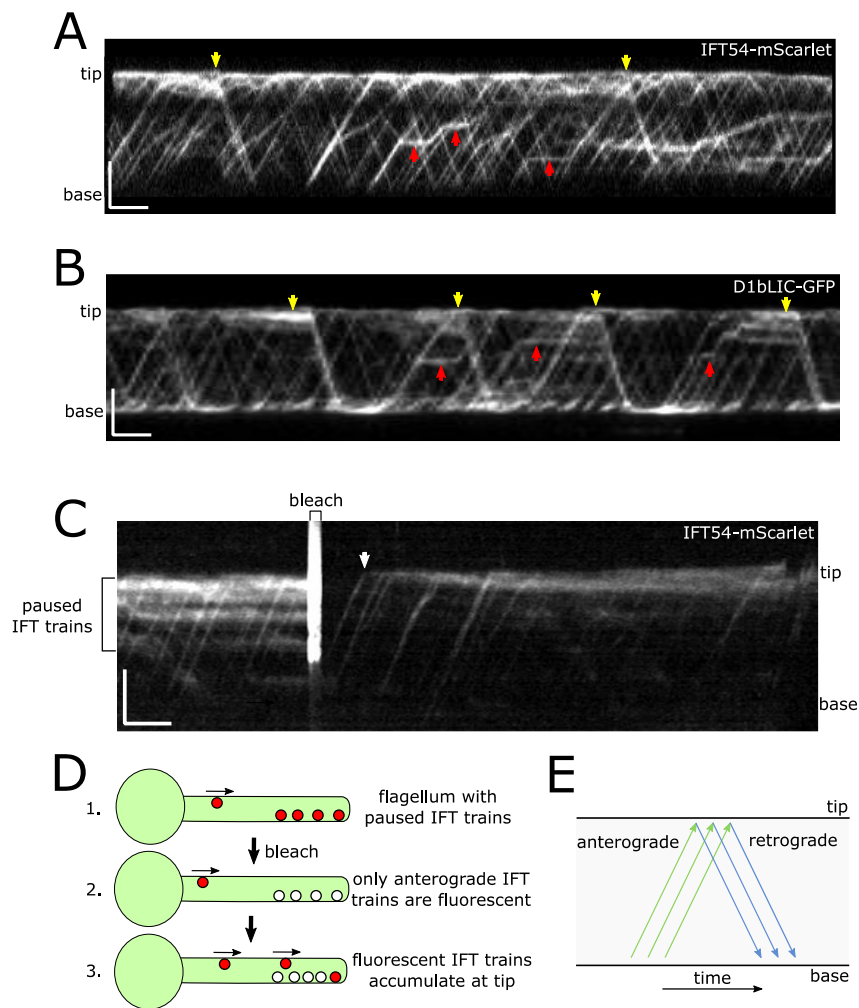 A
IFT54-mScarlet
tip
base
B
D1bLIC-GFP
tip
base
bleach
C
IFT54-mScarlet
tip
paused
IFT trains
base
D
1.
flagellum with
paused IFT trains
bleach
2.
only anterograde IFT
trains are fluorescent
3.
fluorescent IFT trains
accumulate at tip
E
tip
anterograde
retrograde
time
base